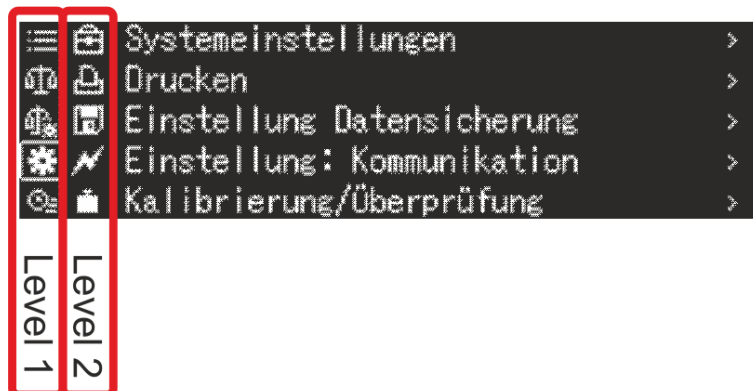 Systemeinstellungen >
Drucken >
Einstellung Datensicherung >
Einstellung: Kommunikation >
Kalibrierung/Überprüfung >
Level 1
Level 2